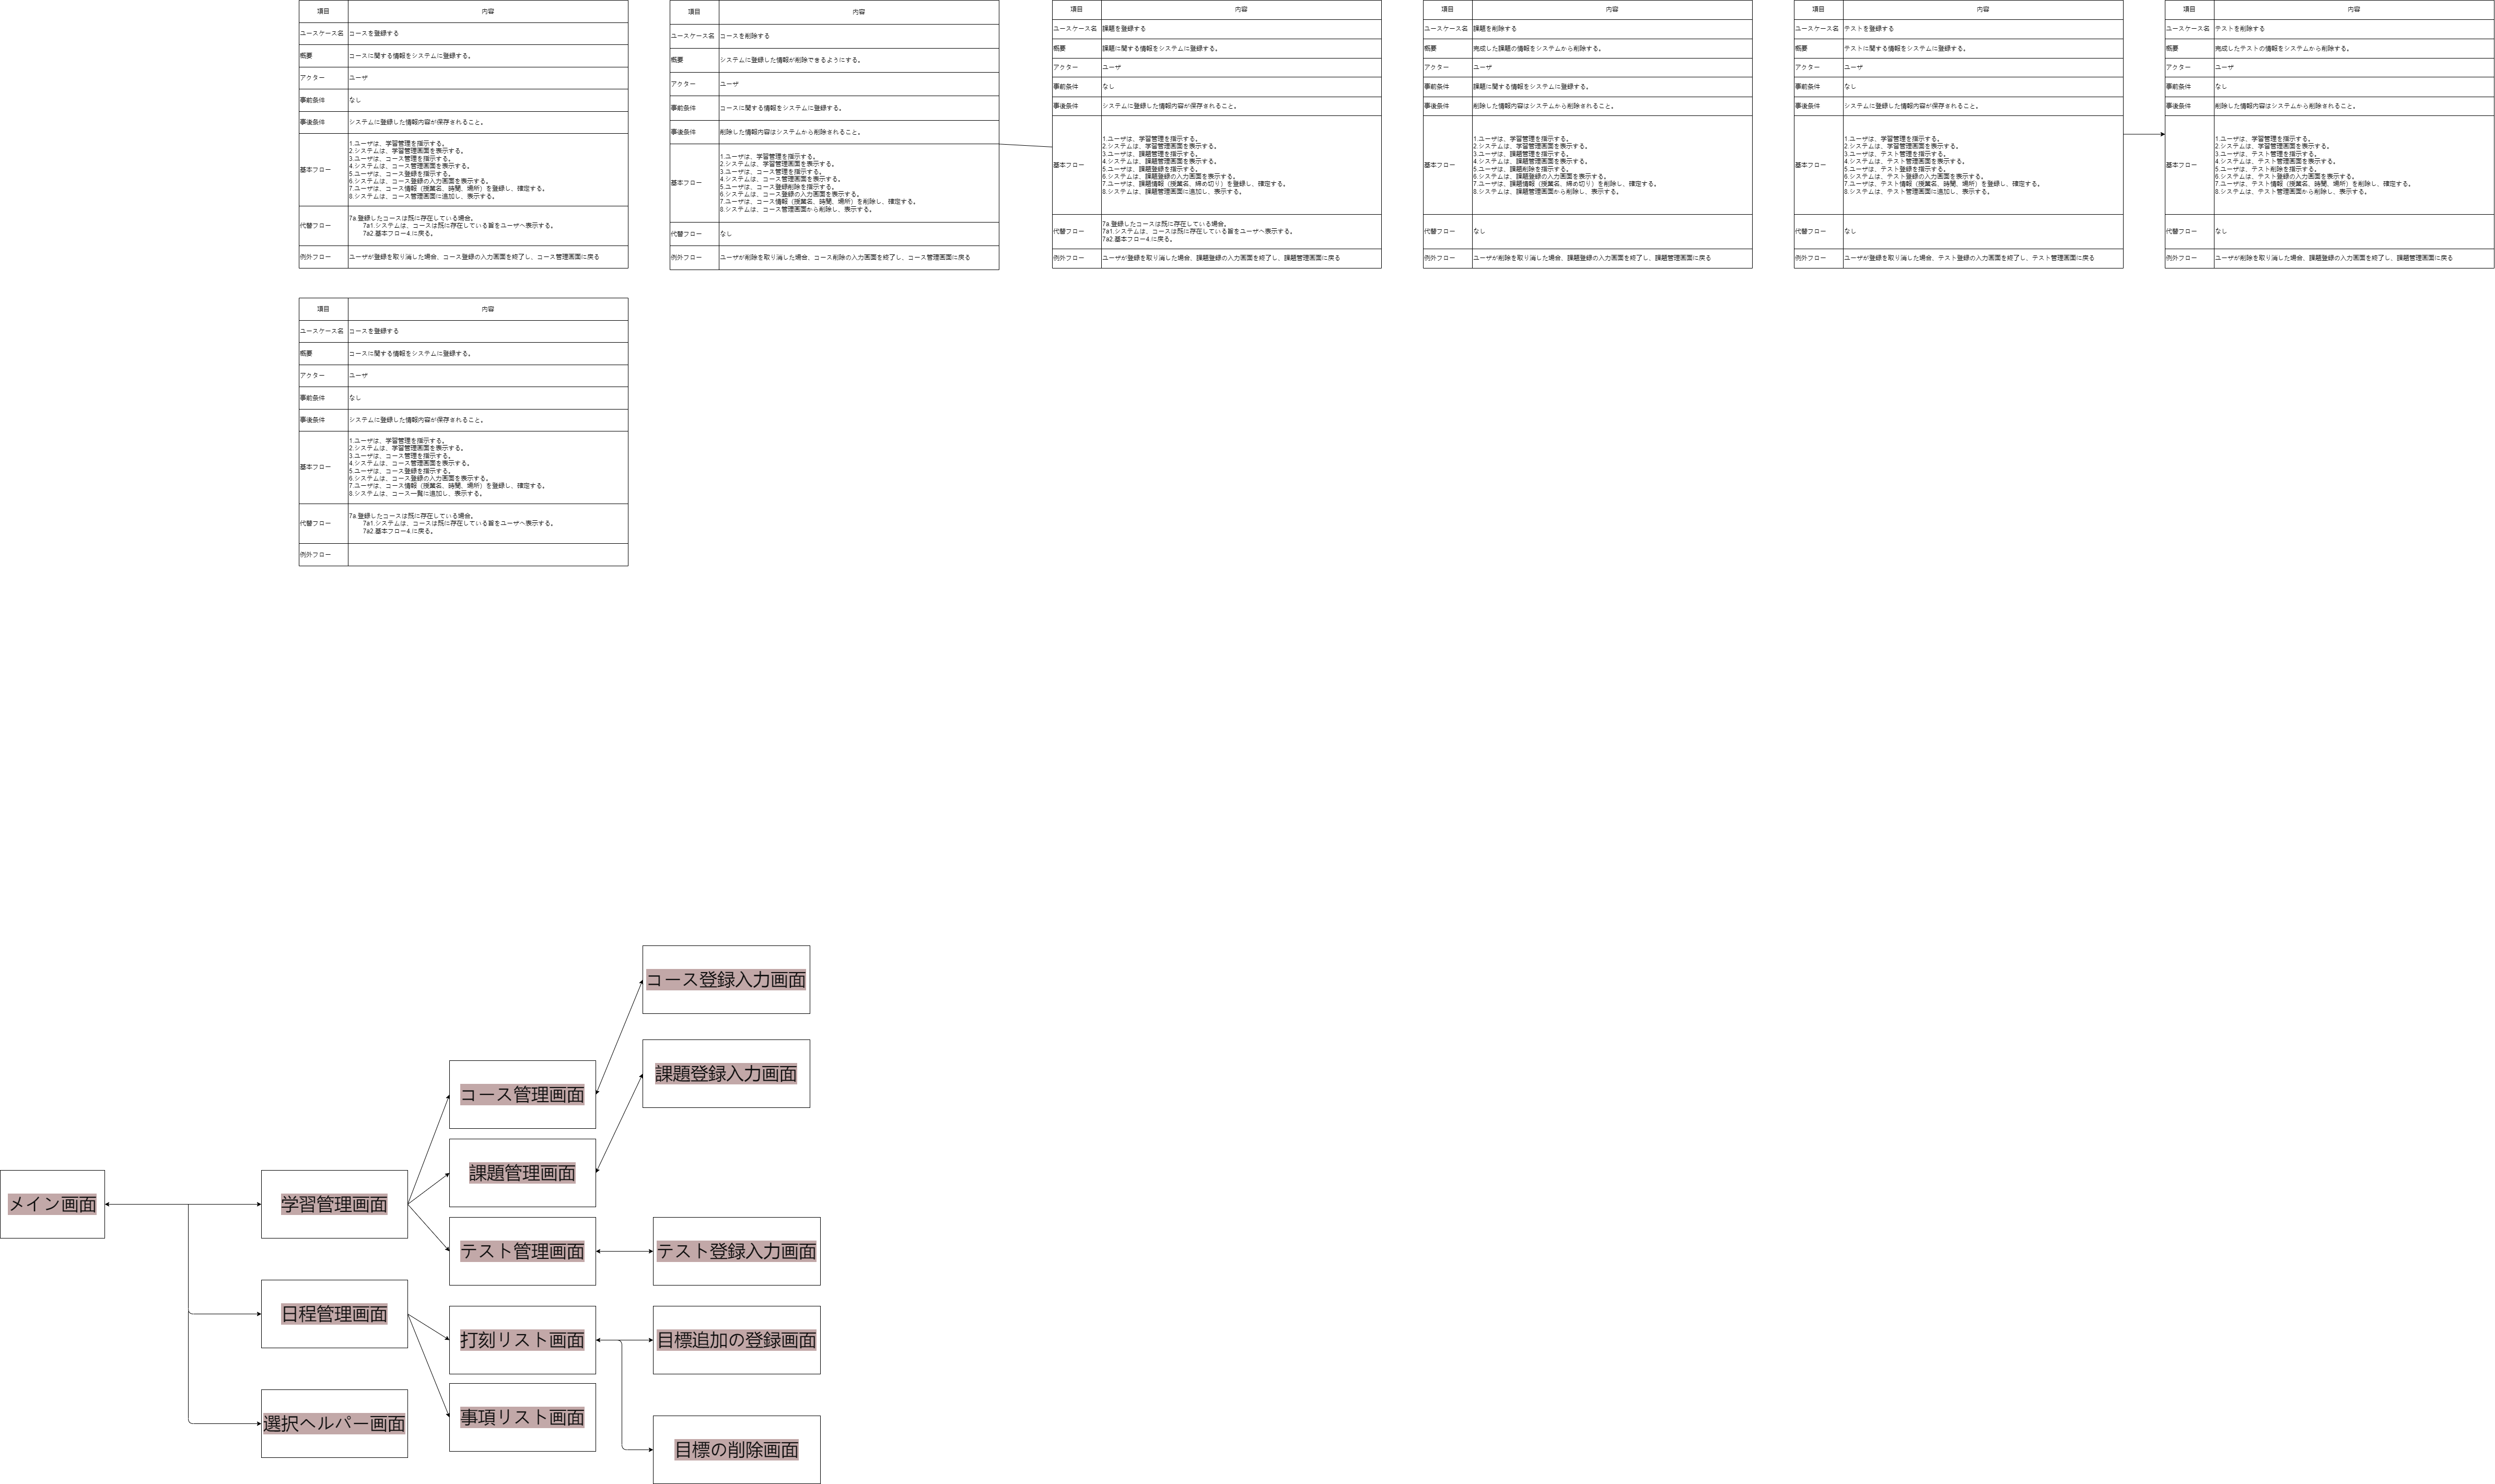 項目 内容
ユースケース名 コースを登録する
概要 コースに関する情報をシステムに登録する。
アクター ユーザ
事前条件 なし
事後条件 システムに登録した情報内容が保存されること。
基本フロー
1.ユーザは、学習管理を指示する。
2.システムは、学習管理画面を表示する。
3.ユーザは、コース管理を指示する。
4.システムは、コース管理画面を表示する。
5.ユーザは、コース登録を指示する。
6.システムは、コース登録の入力画面を表示する。
7.ユーザは、コース情報（授業名、時間、場所）を登録し、確定する。
8.システムは、コース管理画面に追加し、表示する。
代替フロー
7a.登録したコースは既に存在している場合。
7a1.システムは、コースは既に存在している旨をユーザへ表示する。
7a2.基本フロー4.に戻る。
例外フロー ユーザが登録を取り消した場合、コース登録の入力画面を終了し、コース管理画面に戻る
項目 内容
ユースケース名 コースを削除する
概要 システムに登録した情報が削除できるようにする。
アクター ユーザ
事前条件 コースに関する情報をシステムに登録する。
事後条件 削除した情報内容はシステムから削除されること。
基本フロー
1.ユーザは、学習管理を指示する。
2.システムは、学習管理画面を表示する。
3.ユーザは、コース管理を指示する。
4.システムは、コース管理画面を表示する。
5.ユーザは、コース登録削除を指示する。
6.システムは、コース登録の入力画面を表示する。
7.ユーザは、コース情報（授業名、時間、場所）を削除し、確定する。
8.システムは、コース管理画面から削除し、表示する。
代替フロー なし
例外フロー ユーザが削除を取り消した場合、コース削除の入力画面を終了し、コース管理画面に戻る
項目 内容
ユースケース名 課題を登録する
概要 課題に関する情報をシステムに登録する。
アクター ユーザ
事前条件 なし
事後条件 システムに登録した情報内容が保存されること。
基本フロー
1.ユーザは、学習管理を指示する。
2.システムは、学習管理画面を表示する。
3.ユーザは、課題管理を指示する。
4.システムは、課題管理画面を表示する。
5.ユーザは、課題登録を指示する。
6.システムは、課題登録の入力画面を表示する。
7.ユーザは、課題情報（授業名、締め切り）を登録し、確定する。
8.システムは、課題管理画面に追加し、表示する。
代替フロー
7a.登録したコースは既に存在している場合。
7a1.システムは、コースは既に存在している旨をユーザへ表示する。
7a2.基本フロー4.に戻る。
例外フロー ユーザが登録を取り消した場合、課題登録の入力画面を終了し、課題管理画面に戻る
項目 内容
ユースケース名 課題を削除する
概要 完成した課題の情報をシステムから削除する。
アクター ユーザ
事前条件 課題に関する情報をシステムに登録する。
事後条件 削除した情報内容はシステムから削除されること。
基本フロー
1.ユーザは、学習管理を指示する。
2.システムは、学習管理画面を表示する。
3.ユーザは、課題管理を指示する。
4.システムは、課題管理画面を表示する。
5.ユーザは、課題削除を指示する。
6.システムは、課題登録の入力画面を表示する。
7.ユーザは、課題情報（授業名、締め切り）を削除し、確定する。
8.システムは、課題管理画面から削除し、表示する。
代替フロー なし
例外フロー ユーザが削除を取り消した場合、課題登録の入力画面を終了し、課題管理画面に戻る
項目 内容
ユースケース名 テストを登録する
概要 テストに関する情報をシステムに登録する。
アクター ユーザ
事前条件 なし
事後条件 システムに登録した情報内容が保存されること。
基本フロー
1.ユーザは、学習管理を指示する。
2.システムは、学習管理画面を表示する。
3.ユーザは、テスト管理を指示する。
4.システムは、テスト管理画面を表示する。
5.ユーザは、テスト登録を指示する。
6.システムは、テスト登録の入力画面を表示する。
7.ユーザは、テスト情報（授業名、時間、場所）を登録し、確定する。
8.システムは、テスト管理画面に追加し、表示する。
代替フロー なし
例外フロー ユーザが登録を取り消した場合、テスト登録の入力画面を終了し、テスト管理画面に戻る
項目 内容
ユースケース名 テストを削除する
概要 完成したテストの情報をシステムから削除する。
アクター ユーザ
事前条件 なし
事後条件 削除した情報内容はシステムから削除されること。
基本フロー
1.ユーザは、学習管理を指示する。
2.システムは、学習管理画面を表示する。
3.ユーザは、テスト管理を指示する。
4.システムは、テスト管理画面を表示する。
5.ユーザは、テスト削除を指示する。
6.システムは、テスト登録の入力画面を表示する。
7.ユーザは、テスト情報（授業名、時間、場所）を削除し、確定する。
8.システムは、テスト管理画面から削除し、表示する。
代替フロー なし
例外フロー ユーザが削除を取り消した場合、課題登録の入力画面を終了し、課題管理画面に戻る
項目 内容
ユースケース名 コースを登録する
概要 コースに関する情報をシステムに登録する。
アクター ユーザ
事前条件 なし
事後条件 システムに登録した情報内容が保存されること。
基本フロー
1.ユーザは、学習管理を指示する。
2.システムは、学習管理画面を表示する。
3.ユーザは、コース管理を指示する。
4.システムは、コース管理画面を表示する。
5.ユーザは、コース登録を指示する。
6.システムは、コース登録の入力画面を表示する。
7.ユーザは、コース情報（授業名、時間、場所）を登録し、確定する。
8.システムは、コース一覧に追加し、表示する。
代替フロー
7a.登録したコースは既に存在している場合。
7a1.システムは、コースは既に存在している旨をユーザへ表示する。
7a2.基本フロー4.に戻る。
例外フロー
コース登録入力画面
課題登録入力画面
コース管理画面
課題管理画面
メイン画面
学習管理画面
テスト管理画面
テスト登録入力画面
日程管理画面
打刻リスト画面
目標追加の登録画面
選択ヘルパー画面
事項リスト画面
目標の削除画面